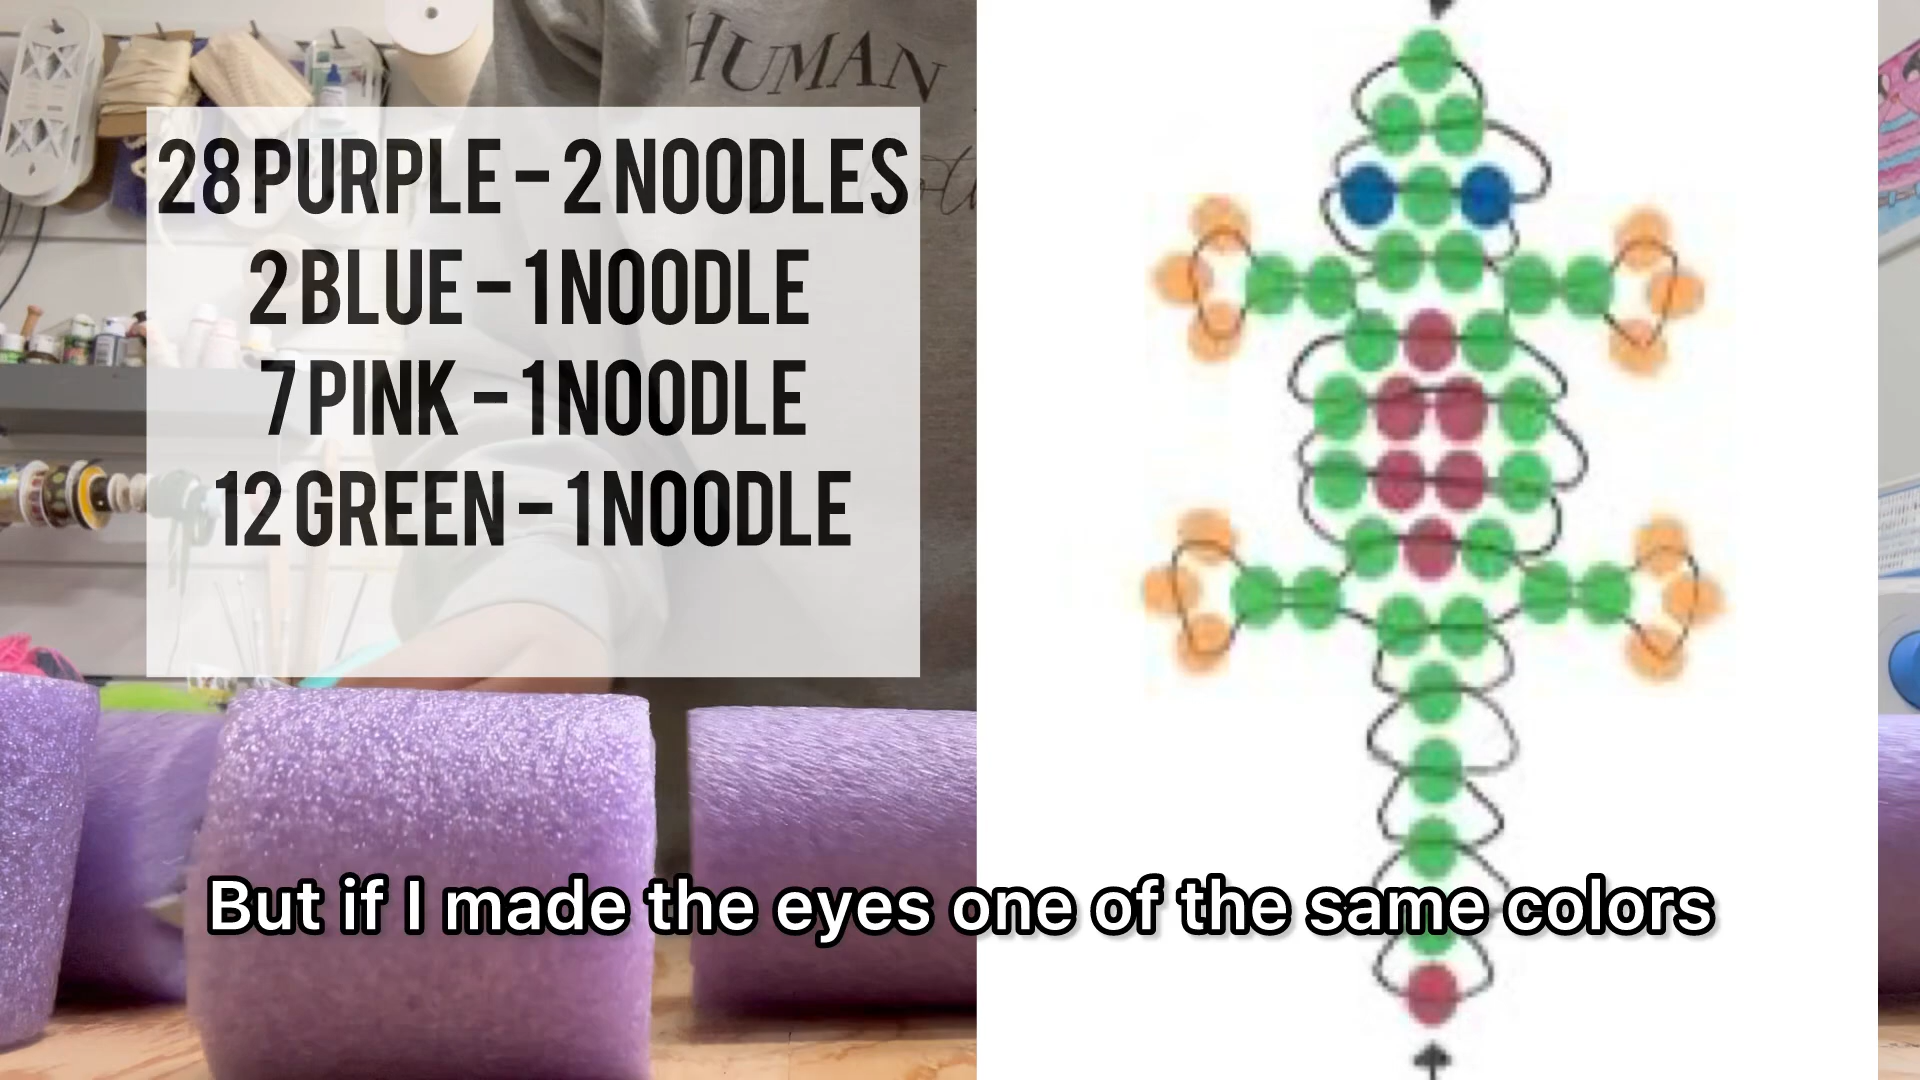 HUMAN
28 PURPLE - 2 NOODLES
2 BLUE - 1 NOODLE
7 PINK - 1 NOODLE
12 GREEN - 1 NOODLE
But if I made the eyes one of the same colors